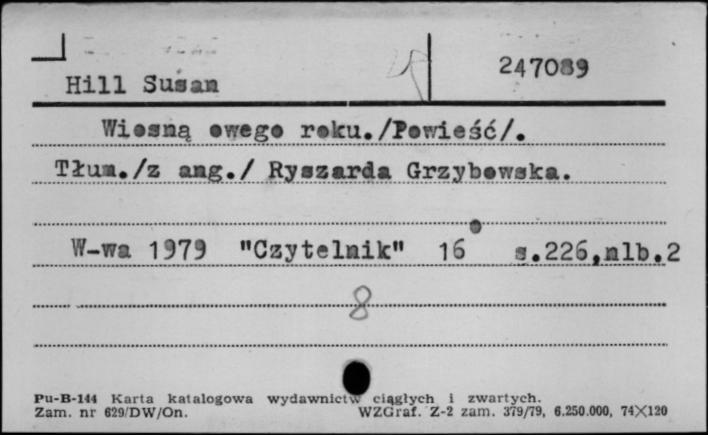 247089
Hill Susan
Wiosną owego roku./Powieść/.
Tłum./z ang./ Ryszarda Grzybowska.
W-wa 1979 "Czytelnik" 16° s.226,nlb.2
8
Pu-B-144 Karta katalogowa wydawnictw ciągłych i zwartych.
Zam. nr 629/DW/On. WZGraf. Z-2 zam. 379/79, 6.250.000, 74×120